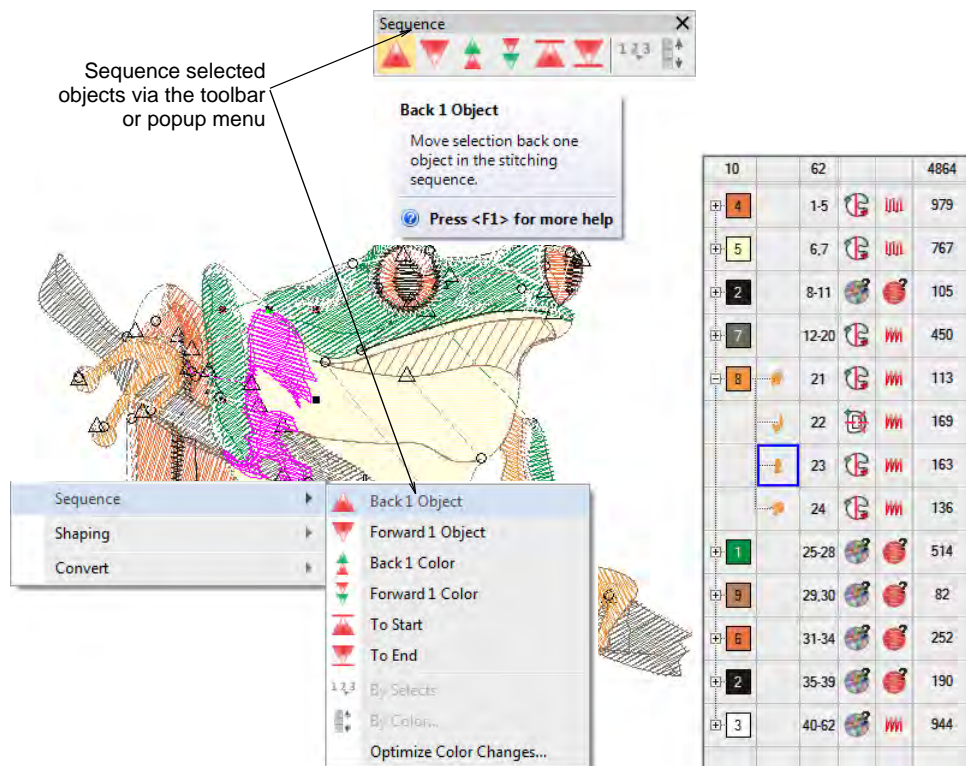 Sequence
1 2 3
Sequence selected
objects via the toolbar
or popup menu
Back 1 Object
Move selection back one
object in the stitching
sequence.
? Press <F1> for more help
10 62 4864
4 1-5 979
5 6,7 767
2 8-11 ? ? 105
7 12-20 450
8 21 113
22 169
23 163
24 136
1 25-28 ? ? 514
9 29,30 ? ? 82
6 31-34 ? ? 252
2 35-39 ? ? 190
3 40-62 ? 944
Sequence
Shaping
Convert
Back 1 Object
Forward 1 Object
Back 1 Color
Forward 1 Color
To Start
To End
1 2 3 By Selects
By Color...
Optimize Color Changes...